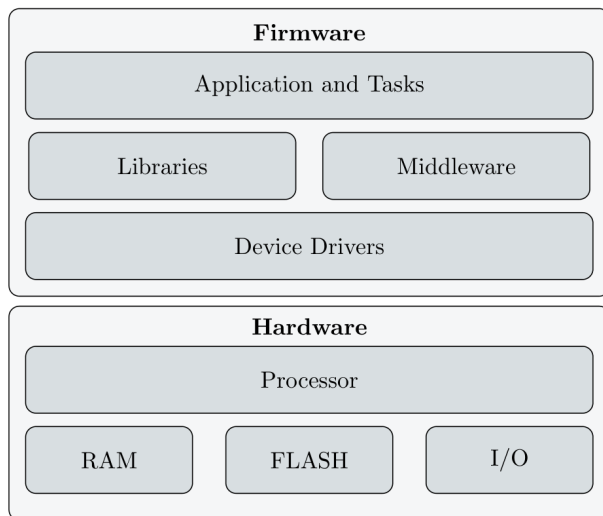 Firmware
Application and Tasks
Libraries
Middleware
Device Drivers
Hardware
Processor
RAM
FLASH
I/O